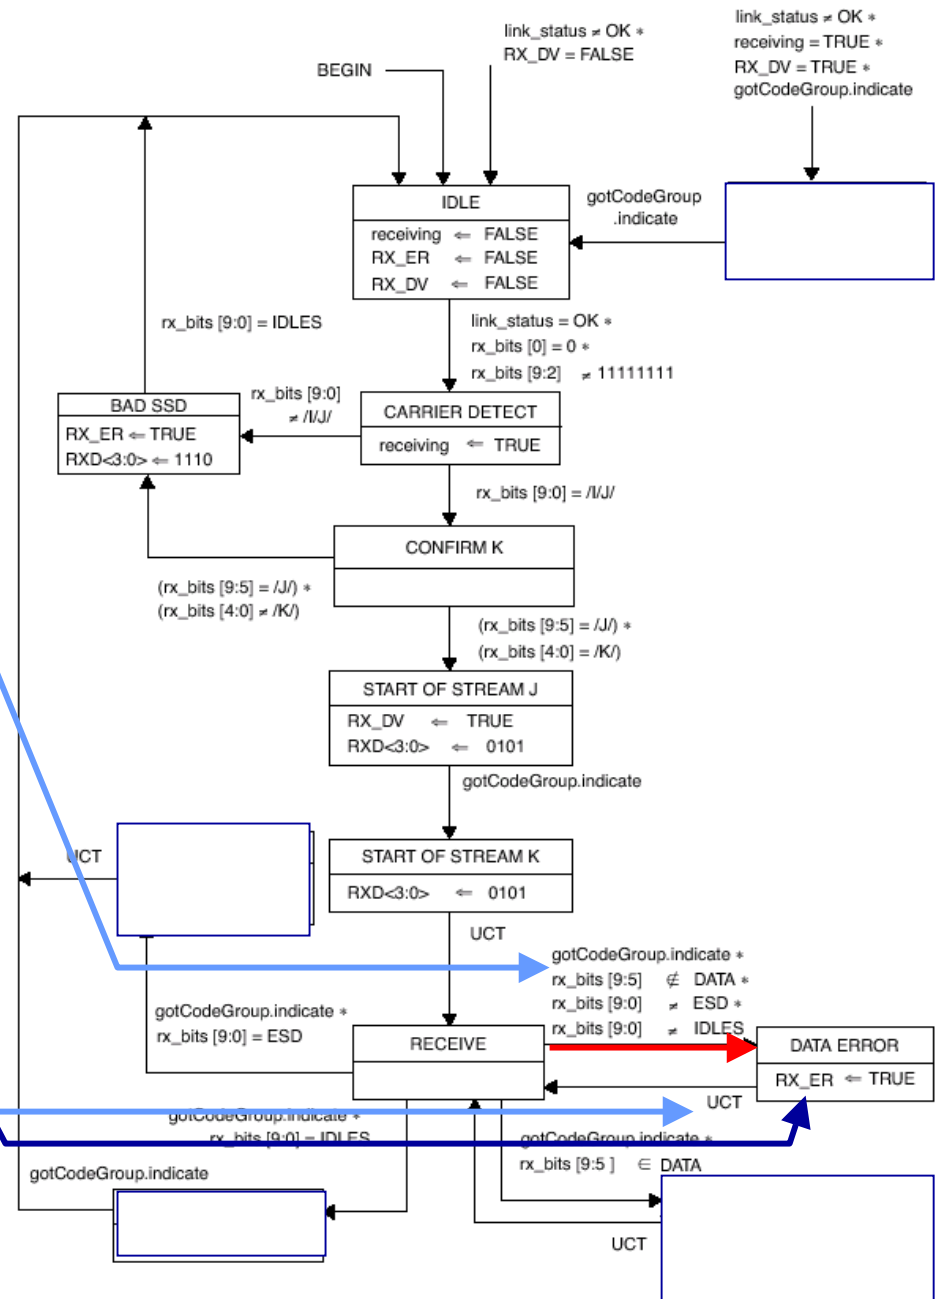 link_status ≠ OK *
RX_DV = FALSE
link_status ≠ OK *
receiving = TRUE *
RX_DV = TRUE *
gotCodeGroup.indicate
BEGIN
IDLE
receiving ⇐ FALSE
RX_ER ⇐ FALSE
RX_DV ⇐ FALSE
gotCodeGroup
.indicate
rx_bits [9:0] = IDLES
link_status = OK *
rx_bits [0] = 0 *
rx_bits [9:2] ≠ 11111111
BAD SSD
RX_ER ⇐ TRUE
RXD<3:0> ⇐ 1110
rx_bits [9:0]
≠ /I/J/
CARRIER DETECT
receiving ⇐ TRUE
rx_bits [9:0] = /I/J/
CONFIRM K
(rx_bits [9:5] = /J/) *
(rx_bits [4:0] ≠ /K/)
(rx_bits [9:5] = /J/) *
(rx_bits [4:0] = /K/)
START OF STREAM J
RX_DV ⇐ TRUE
RXD<3:0> ⇐ 0101
gotCodeGroup.indicate
UCT
START OF STREAM K
RXD<3:0> ⇐ 0101
UCT
gotCodeGroup.indicate *
rx_bits [9:5] ∉ DATA *
rx_bits [9:0] ≠ ESD *
rx_bits [9:0] ≠ IDLES
gotCodeGroup.indicate *
rx_bits [9:0] = ESD
RECEIVE
DATA ERROR
RX_ER ⇐ TRUE
UCT
gotCodeGroup.indicate *
rx_bits [9:0] = IDLES
gotCodeGroup.indicate *
rx_bits [9:5 ] ∈ DATA
gotCodeGroup.indicate
UCT